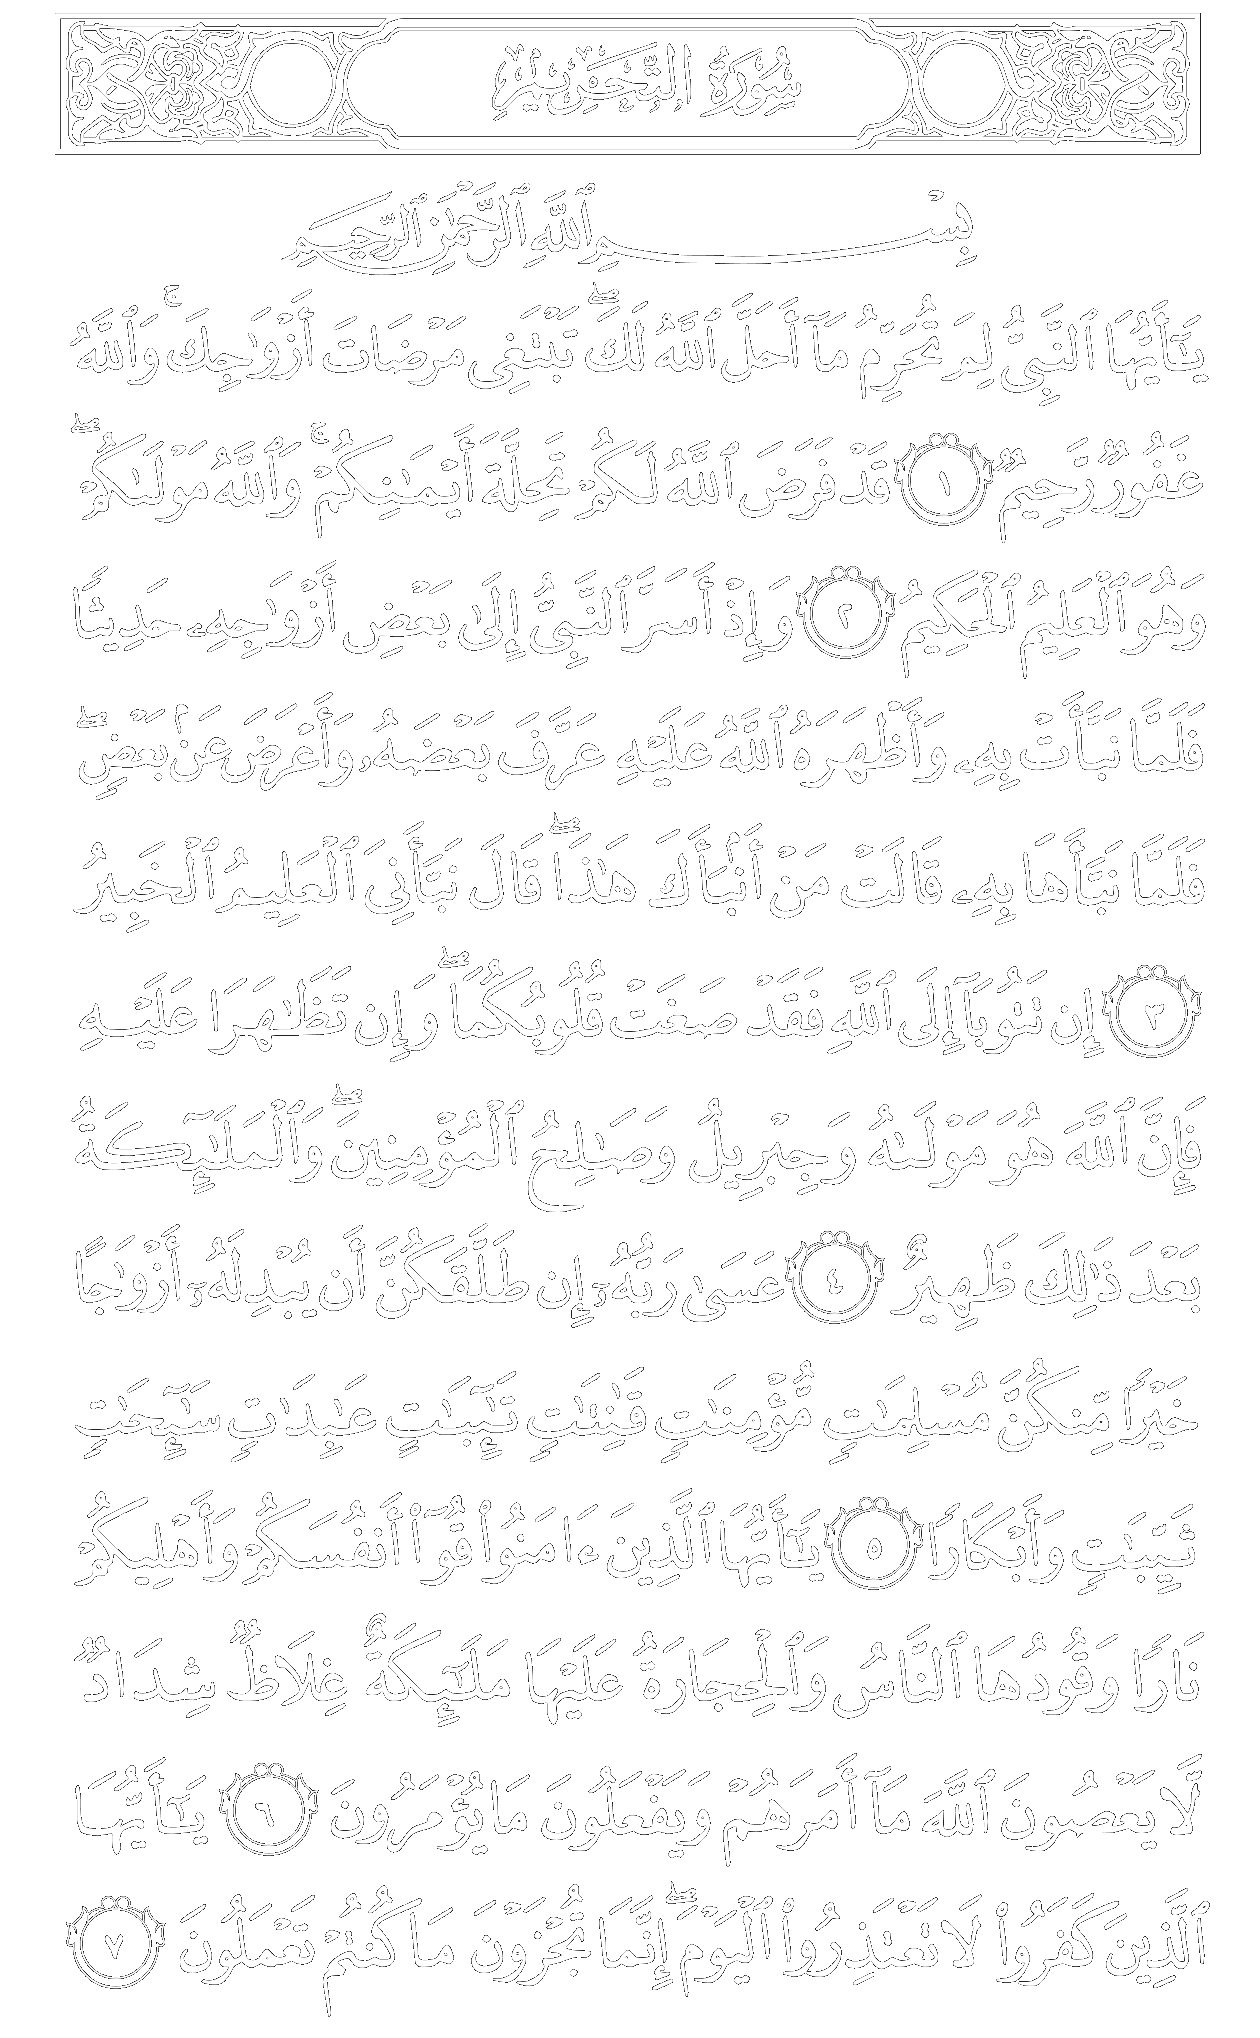 سُورَةُ التَّحْرِيمِ
بِسْمِ ٱللَّهِ ٱلرَّحْمَٰنِ ٱلرَّحِيمِ
يَٰٓأَيُّهَا ٱلنَّبِىُّ لِمَ تُحَرِّمُ مَآ أَحَلَّ ٱللَّهُ لَكَ ۖ تَبْتَغِى مَرْضَاتَ أَزْوَٰجِكَ ۚ وَٱللَّهُ
غَفُورٌ رَّحِيمٌ ١ قَدْ فَرَضَ ٱللَّهُ لَكُمْ تَحِلَّةَ أَيْمَٰنِكُمْ ۚ وَٱللَّهُ مَوْلَىٰكُمْ ۖ
وَهُوَ ٱلْعَلِيمُ ٱلْحَكِيمُ ٢ وَإِذْ أَسَرَّ ٱلنَّبِىُّ إِلَىٰ بَعْضِ أَزْوَٰجِهِۦ حَدِيثًا
فَلَمَّا نَبَّأَتْ بِهِۦ وَأَظْهَرَهُ ٱللَّهُ عَلَيْهِ عَرَّفَ بَعْضَهُۥ وَأَعْرَضَ عَنۢ بَعْضٍ ۖ
فَلَمَّا نَبَّأَهَا بِهِۦ قَالَتْ مَنْ أَنۢبَأَكَ هَٰذَا ۖ قَالَ نَبَّأَنِىَ ٱلْعَلِيمُ ٱلْخَبِيرُ
٣ إِن تَتُوبَآ إِلَى ٱللَّهِ فَقَدْ صَغَتْ قُلُوبُكُمَا ۖ وَإِن تَظَٰهَرَا عَلَيْهِ
فَإِنَّ ٱللَّهَ هُوَ مَوْلَىٰهُ وَجِبْرِيلُ وَصَٰلِحُ ٱلْمُؤْمِنِينَ ۖ وَٱلْمَلَٰٓئِكَةُ
بَعْدَ ذَٰلِكَ ظَهِيرٌ ٤ عَسَىٰ رَبُّهُۥٓ إِن طَلَّقَكُنَّ أَن يُبْدِلَهُۥٓ أَزْوَٰجًا
خَيْرًا مِّنكُنَّ مُسْلِمَٰتٍ مُّؤْمِنَٰتٍ قَٰنِتَٰتٍ تَٰٓئِبَٰتٍ عَٰبِدَٰتٍ سَٰٓئِحَٰتٍ
ثَيِّبَٰتٍ وَأَبْكَارًا ٥ يَٰٓأَيُّهَا ٱلَّذِينَ ءَامَنُوا۟ قُوٓا۟ أَنفُسَكُمْ وَأَهْلِيكُمْ
نَارًا وَقُودُهَا ٱلنَّاسُ وَٱلْحِجَارَةُ عَلَيْهَا مَلَٰٓئِكَةٌ غِلَاظٌ شِدَادٌ
لَّا يَعْصُونَ ٱللَّهَ مَآ أَمَرَهُمْ وَيَفْعَلُونَ مَا يُؤْمَرُونَ ٦ يَٰٓأَيُّهَا
ٱلَّذِينَ كَفَرُوا۟ لَا تَعْتَذِرُوا۟ ٱلْيَوْمَ ۖ إِنَّمَا تُجْزَوْنَ مَا كُنتُمْ تَعْمَلُونَ ٧